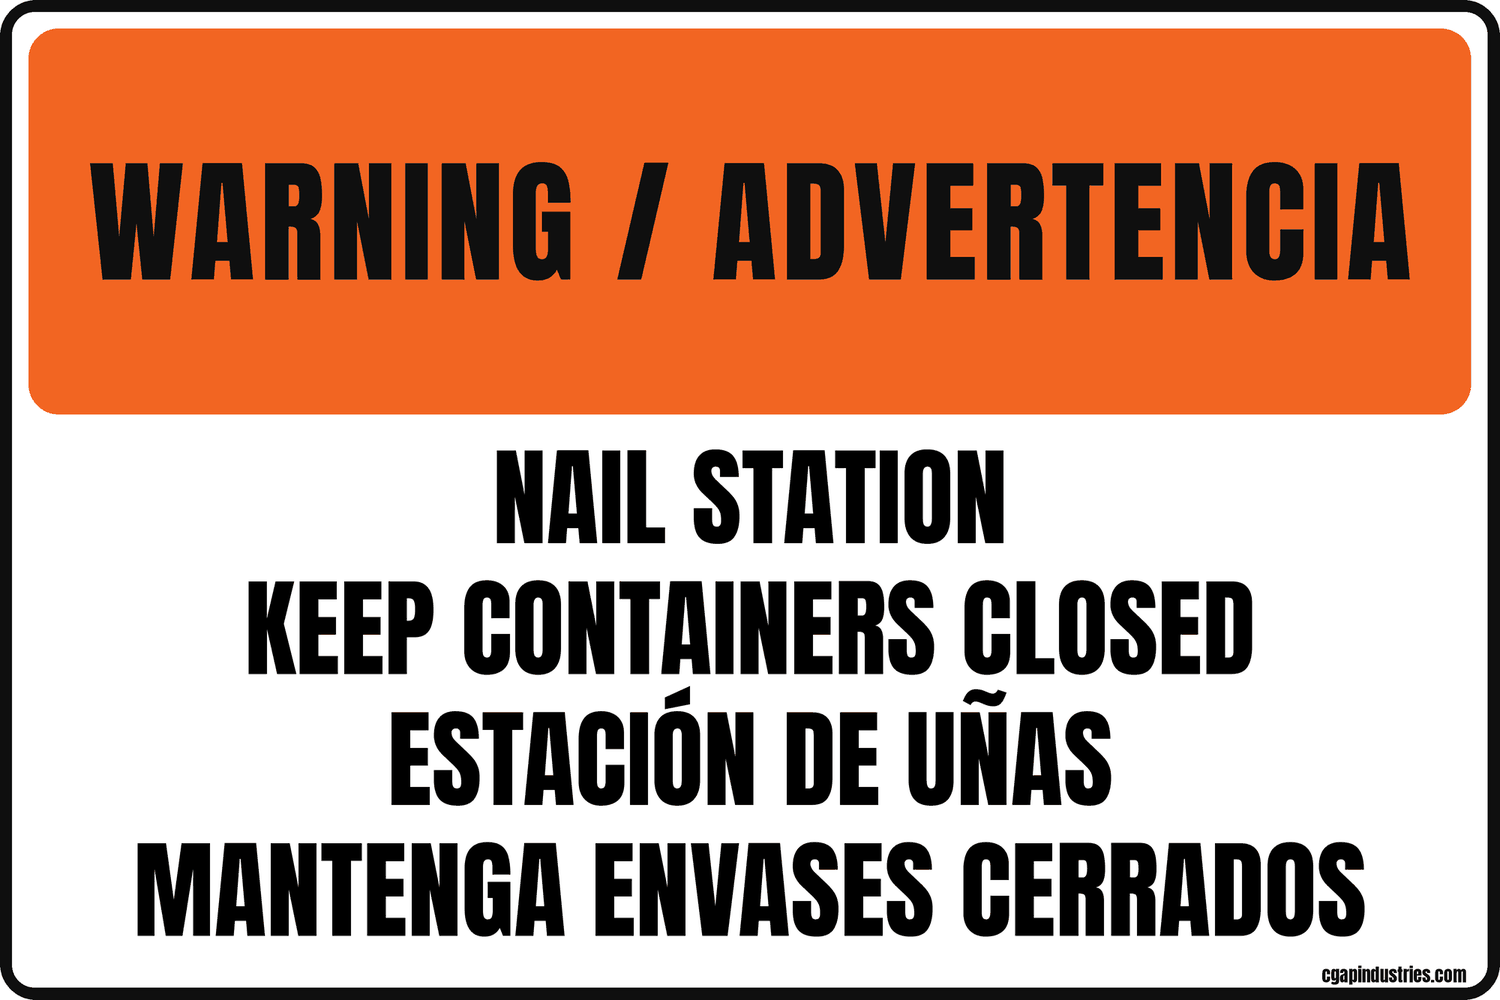 WARNING / ADVERTENCIA
NAIL STATION
KEEP CONTAINERS CLOSED
ESTACIÓN DE UÑAS
MANTENGA ENVASES CERRADOS
cgapindustries.com